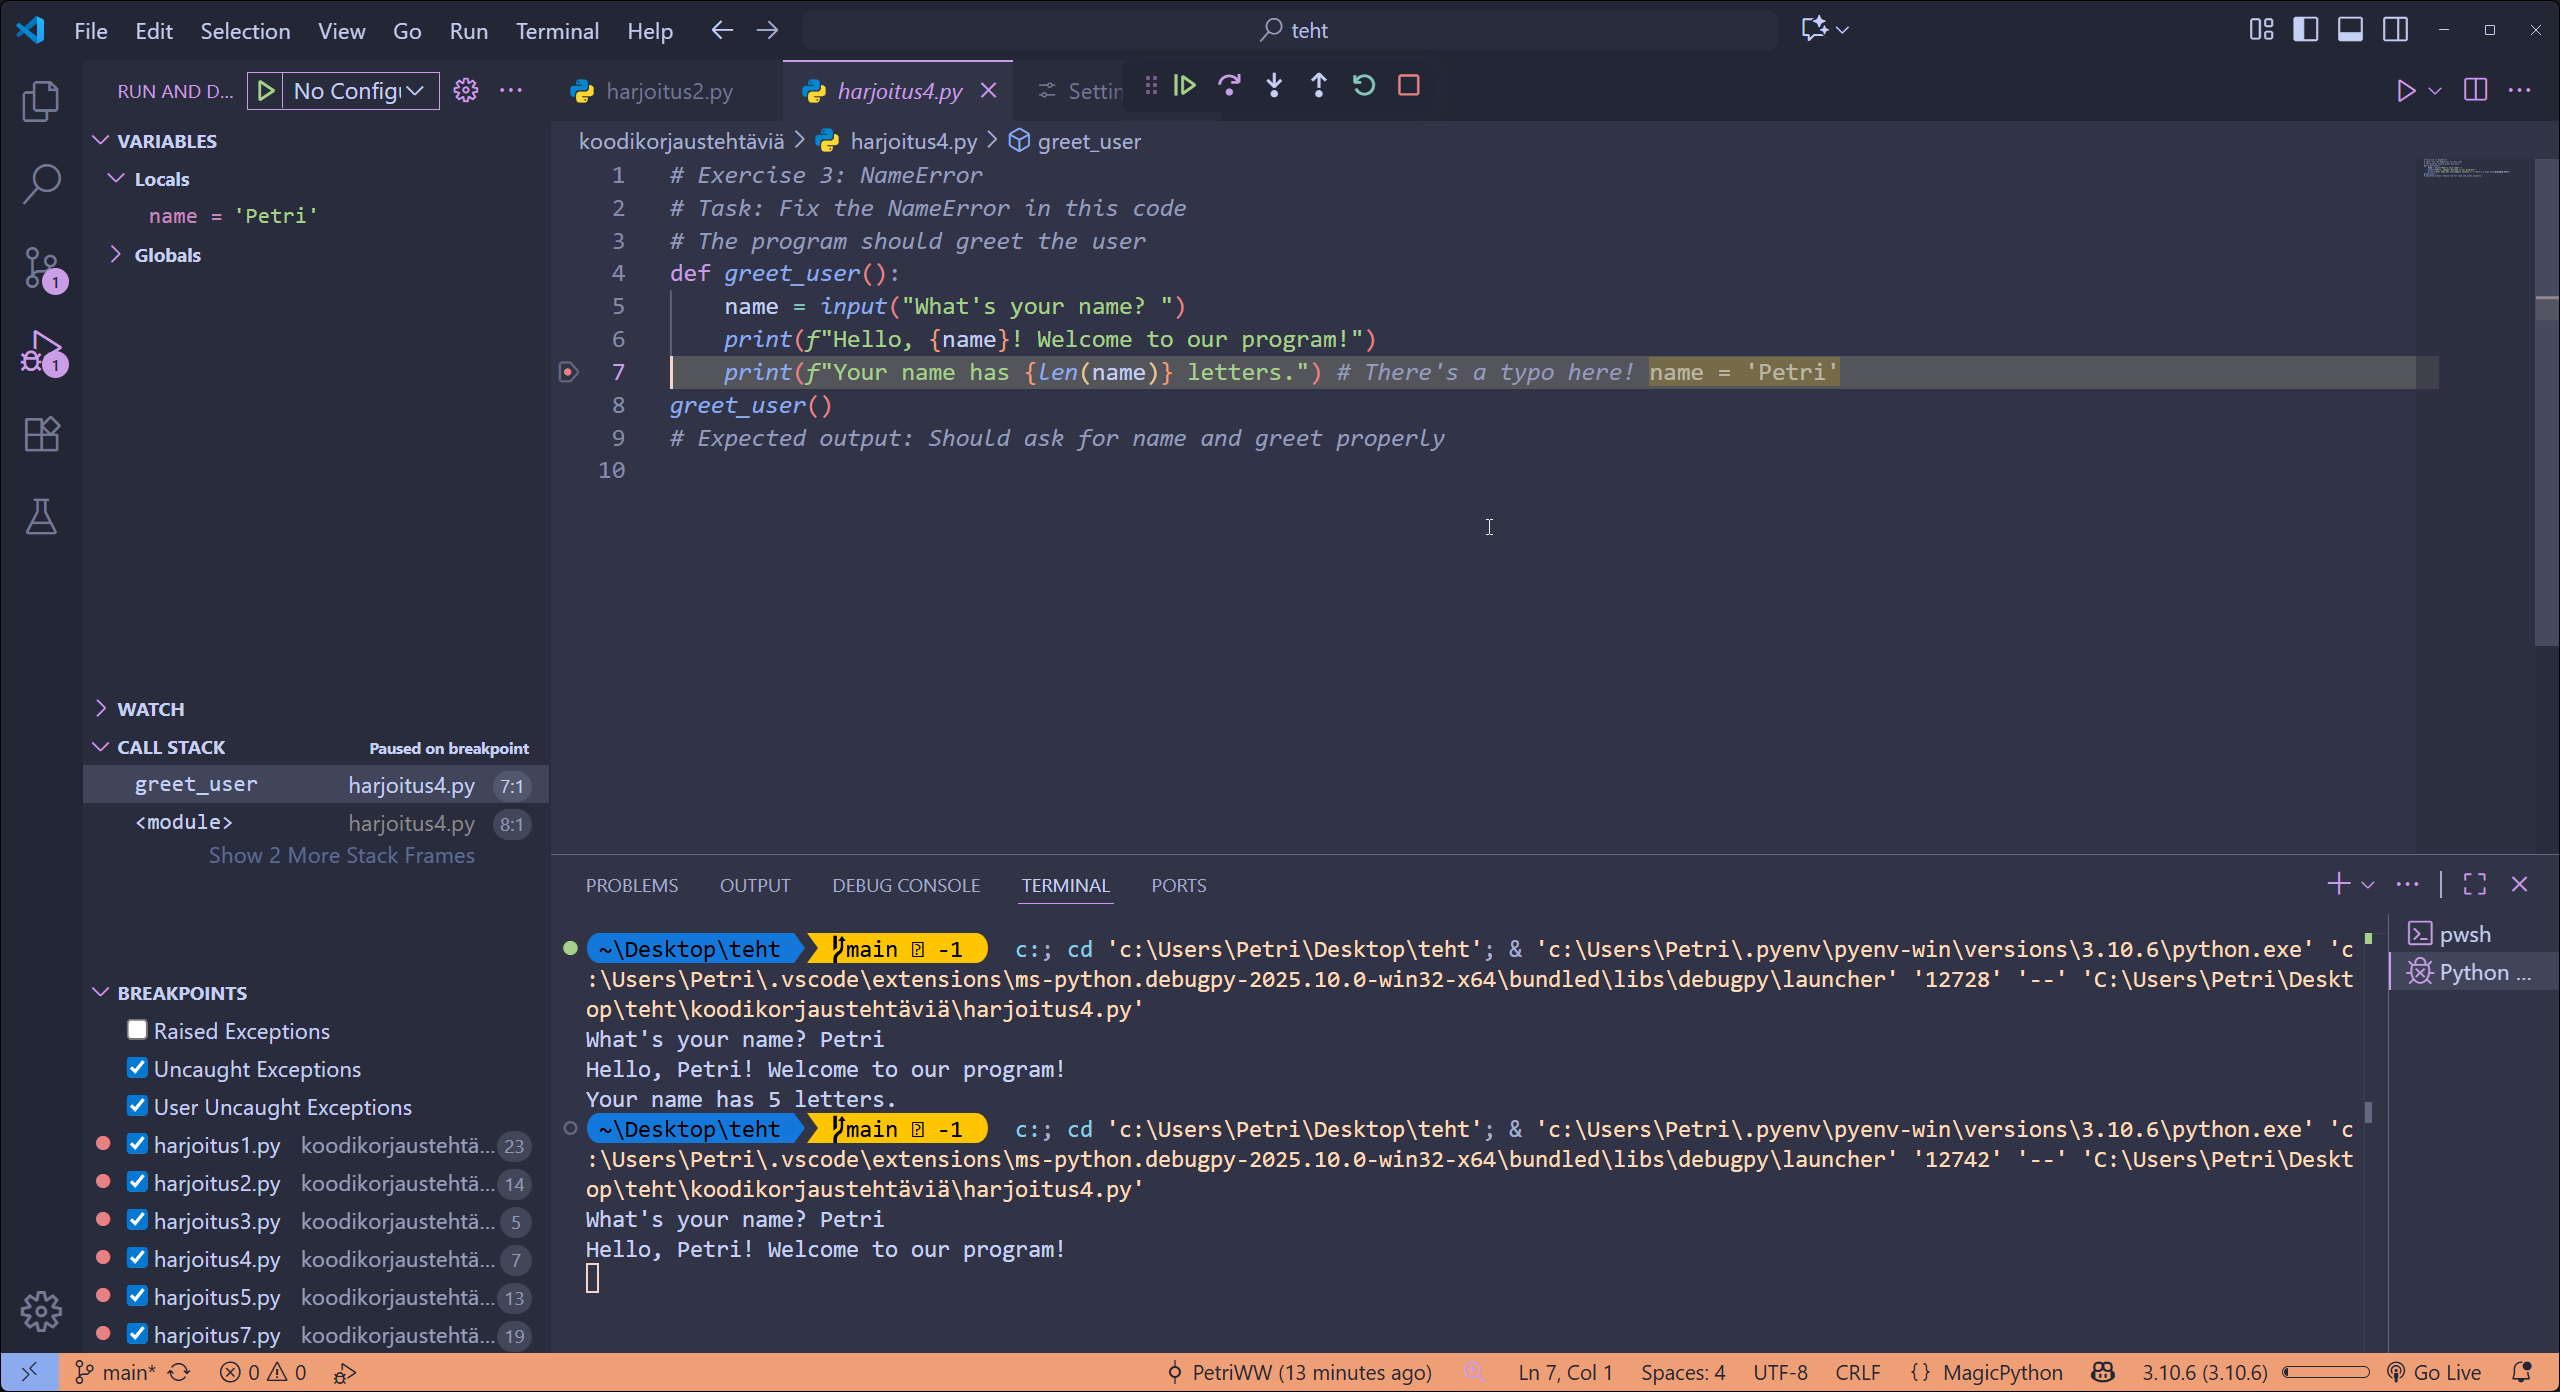 File Edit Selection View Go Run Terminal Help
teht
RUN AND D... No Config
harjoitus2.py
harjoitus4.py
Settin
VARIABLES
Locals
name = 'Petri'
Globals
WATCH
CALL STACK Paused on breakpoint
greet_user harjoitus4.py 7:1
<module> harjoitus4.py 8:1
Show 2 More Stack Frames
BREAKPOINTS
Raised Exceptions
Uncaught Exceptions
User Uncaught Exceptions
harjoitus1.py koodikorjaustehtä... 23
harjoitus2.py koodikorjaustehtä... 14
harjoitus3.py koodikorjaustehtä... 5
harjoitus4.py koodikorjaustehtä... 7
harjoitus5.py koodikorjaustehtä... 13
harjoitus7.py koodikorjaustehtä... 19
koodikorjaustehtäviä > harjoitus4.py > greet_user
1 # Exercise 3: NameError
2 # Task: Fix the NameError in this code
3 # The program should greet the user
4 def greet_user():
5 name = input("What's your name? ")
6 print(f"Hello, {name}! Welcome to our program!")
7 print(f"Your name has {len(name)} letters.") # There's a typo here! name = 'Petri'
8 greet_user()
9 # Expected output: Should ask for name and greet properly
10
PROBLEMS OUTPUT DEBUG CONSOLE TERMINAL PORTS
~\Desktop\teht main -1 c:; cd 'c:\Users\Petri\Desktop\teht'; & 'c:\Users\Petri\.pyenv\pyenv-win\versions\3.10.6\python.exe' 'c
:\Users\Petri\.vscode\extensions\ms-python.debugpy-2025.10.0-win32-x64\bundled\libs\debugpy\launcher' '12728' '--' 'C:\Users\Petri\Deskt
op\teht\koodikorjaustehtäviä\harjoitus4.py'
What's your name? Petri
Hello, Petri! Welcome to our program!
Your name has 5 letters.
~\Desktop\teht main -1 c:; cd 'c:\Users\Petri\Desktop\teht'; & 'c:\Users\Petri\.pyenv\pyenv-win\versions\3.10.6\python.exe' 'c
:\Users\Petri\.vscode\extensions\ms-python.debugpy-2025.10.0-win32-x64\bundled\libs\debugpy\launcher' '12742' '--' 'C:\Users\Petri\Deskt
op\teht\koodikorjaustehtäviä\harjoitus4.py'
What's your name? Petri
Hello, Petri! Welcome to our program!
pwsh
Python ...
1
1
main* 0 0 PetriWW (13 minutes ago) Ln 7, Col 1 Spaces: 4 UTF-8 CRLF {} MagicPython 3.10.6 (3.10.6) Go Live